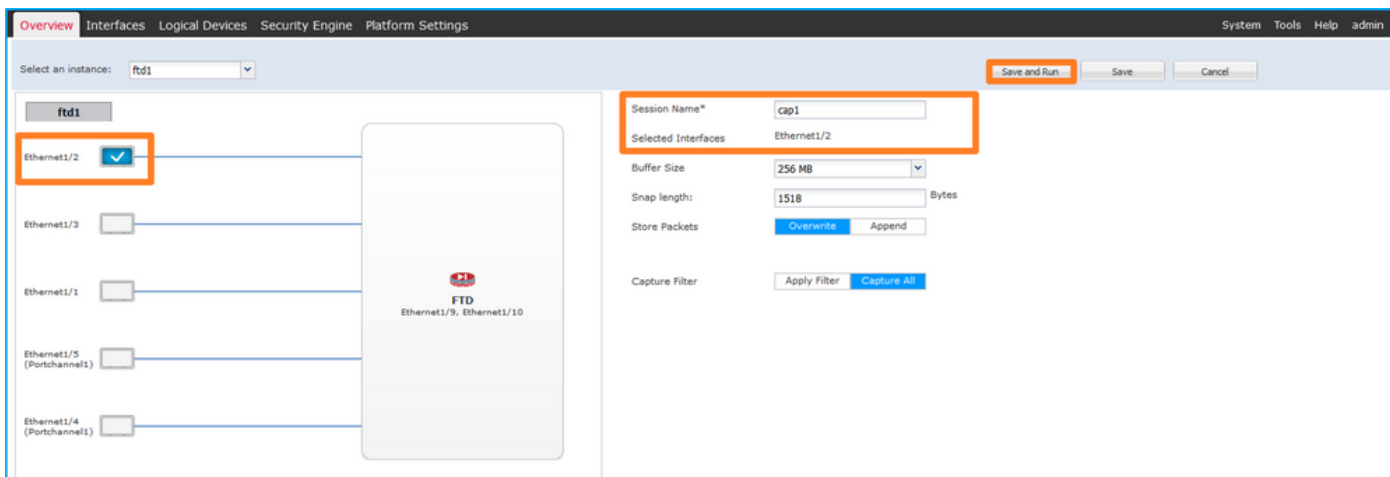 Overview Interfaces Logical Devices Security Engine Platform Settings System Tools Help admin
Select an instance: ftd1 Save and Run Save Cancel
ftd1
Ethernet1/2
Ethernet1/3
Ethernet1/1
Ethernet1/5
(Portchannel1)
Ethernet1/4
(Portchannel1)
FTD
Ethernet1/9, Ethernet1/10
Session Name* cap1
Selected Interfaces Ethernet1/2
Buffer Size 256 MB
Snap length: 1518 Bytes
Store Packets Overwrite Append
Capture Filter Apply Filter Capture All